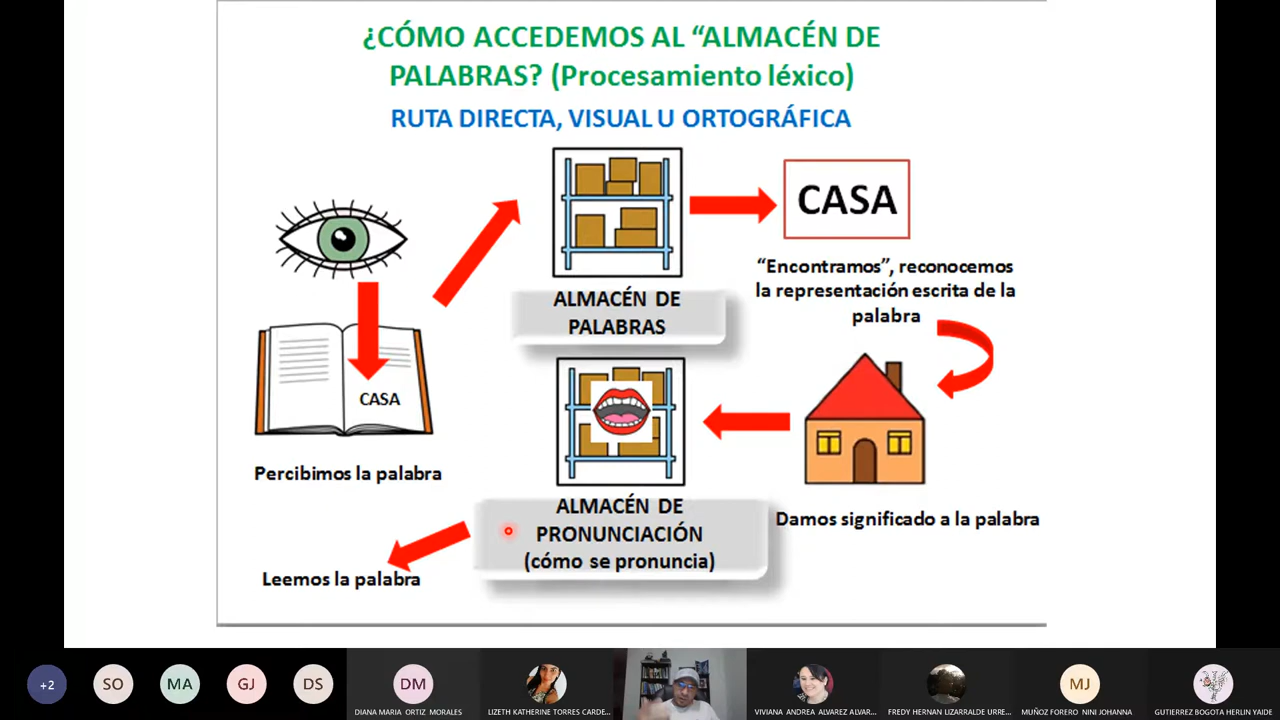 ¿CÓMO ACCEDEMOS AL “ALMACÉN DE
PALABRAS? (Procesamiento léxico)
RUTA DIRECTA, VISUAL U ORTOGRÁFICA
CASA
“Encontramos”, reconocemos
la representación escrita de la
palabra
ALMACÉN DE
PALABRAS
CASA
Percibimos la palabra
ALMACÉN DE
PRONUNCIACIÓN
(cómo se pronuncia)
Damos significado a la palabra
Leemos la palabra
+2
SO
MA
GJ
DS
DM
MJ
DIANA MARIA ORTIZ MORALES
LIZETH KATHERINE TORRES CARDE...
VIVIANA ANDREA ALVAREZ ALVAR...
FREDY HERNAN LIZARRALDE URRE...
MUÑOZ FORERO NINI JOHANNA
GUTIERREZ BOGOTA HERLIN YAIDE